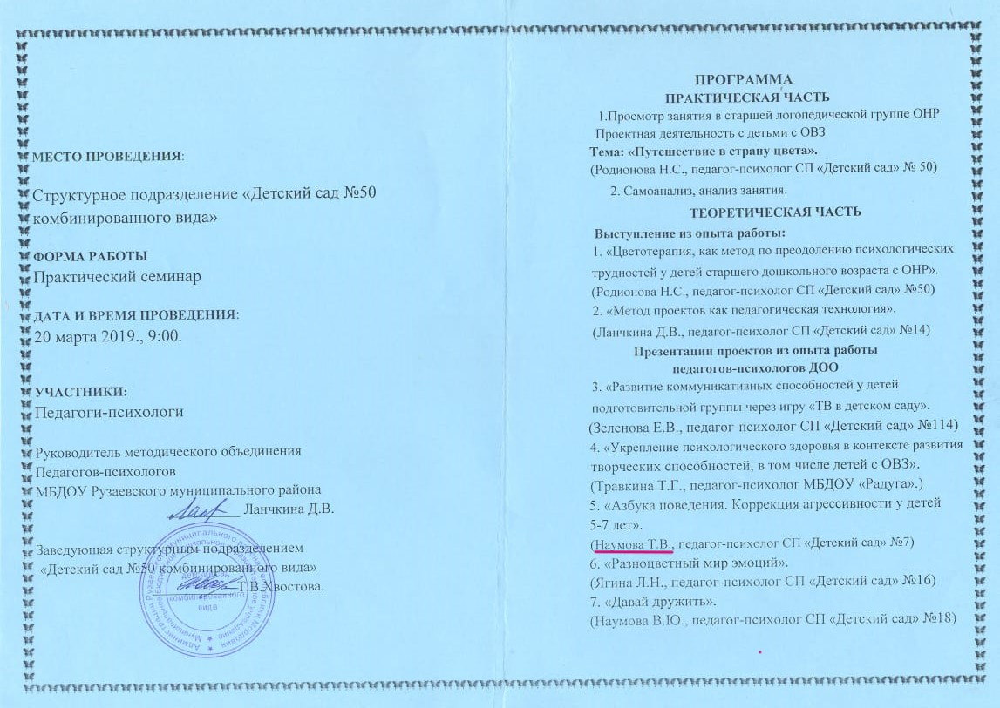 МЕСТО ПРОВЕДЕНИЯ:
Структурное подразделение «Детский сад №50
комбинированного вида»
ФОРМА РАБОТЫ
Практический семинар
ДАТА И ВРЕМЯ ПРОВЕДЕНИЯ:
20 марта 2019., 9:00.
УЧАСТНИКИ:
Педагоги-психологи
Руководитель методического объединения
Педагогов-психологов
МБДОУ Рузаевского муниципального района
Ланчкина Д.В.
Заведующая структурным подразделением
«Детский сад №50 комбинированного вида»
Г.В.Хвостова.
детский сад
комбинированного
вида
ПРОГРАММА
ПРАКТИЧЕСКАЯ ЧАСТЬ
1.Просмотр занятия в старшей логопедической группе ОНР
Проектная деятельность с детьми с ОВЗ
Тема: «Путешествие в страну цвета».
(Родионова Н.С., педагог-психолог СП «Детский сад» № 50)
2. Самоанализ, анализ занятия.
ТЕОРЕТИЧЕСКАЯ ЧАСТЬ
Выступление из опыта работы:
1. «Цветотерапия, как метод по преодолению психологических
трудностей у детей старшего дошкольного возраста с ОНР».
(Родионова Н.С., педагог-психолог СП «Детский сад» №50)
2. «Метод проектов как педагогическая технология».
(Ланчкина Д.В., педагог-психолог СП «Детский сад» №14)
Презентации проектов из опыта работы
педагогов-психологов ДОО
3. «Развитие коммуникативных способностей у детей
подготовительной группы через игру «ТВ в детском саду».
(Зеленова Е.В., педагог-психолог СП «Детский сад» №114)
4. «Укрепление психологического здоровья в контексте развития
творческих способностей, в том числе детей с ОВЗ».
(Травкина Т.Г., педагог-психолог МБДОУ «Радуга».)
5. «Азбука поведения. Коррекция агрессивности у детей
5-7 лет».
(Наумова Т.В., педагог-психолог СП «Детский сад» №7)
6. «Разноцветный мир эмоций».
(Ягина Л.Н., педагог-психолог СП «Детский сад» №16)
7. «Давай дружить».
(Наумова В.Ю., педагог-психолог СП «Детский сад» №18)